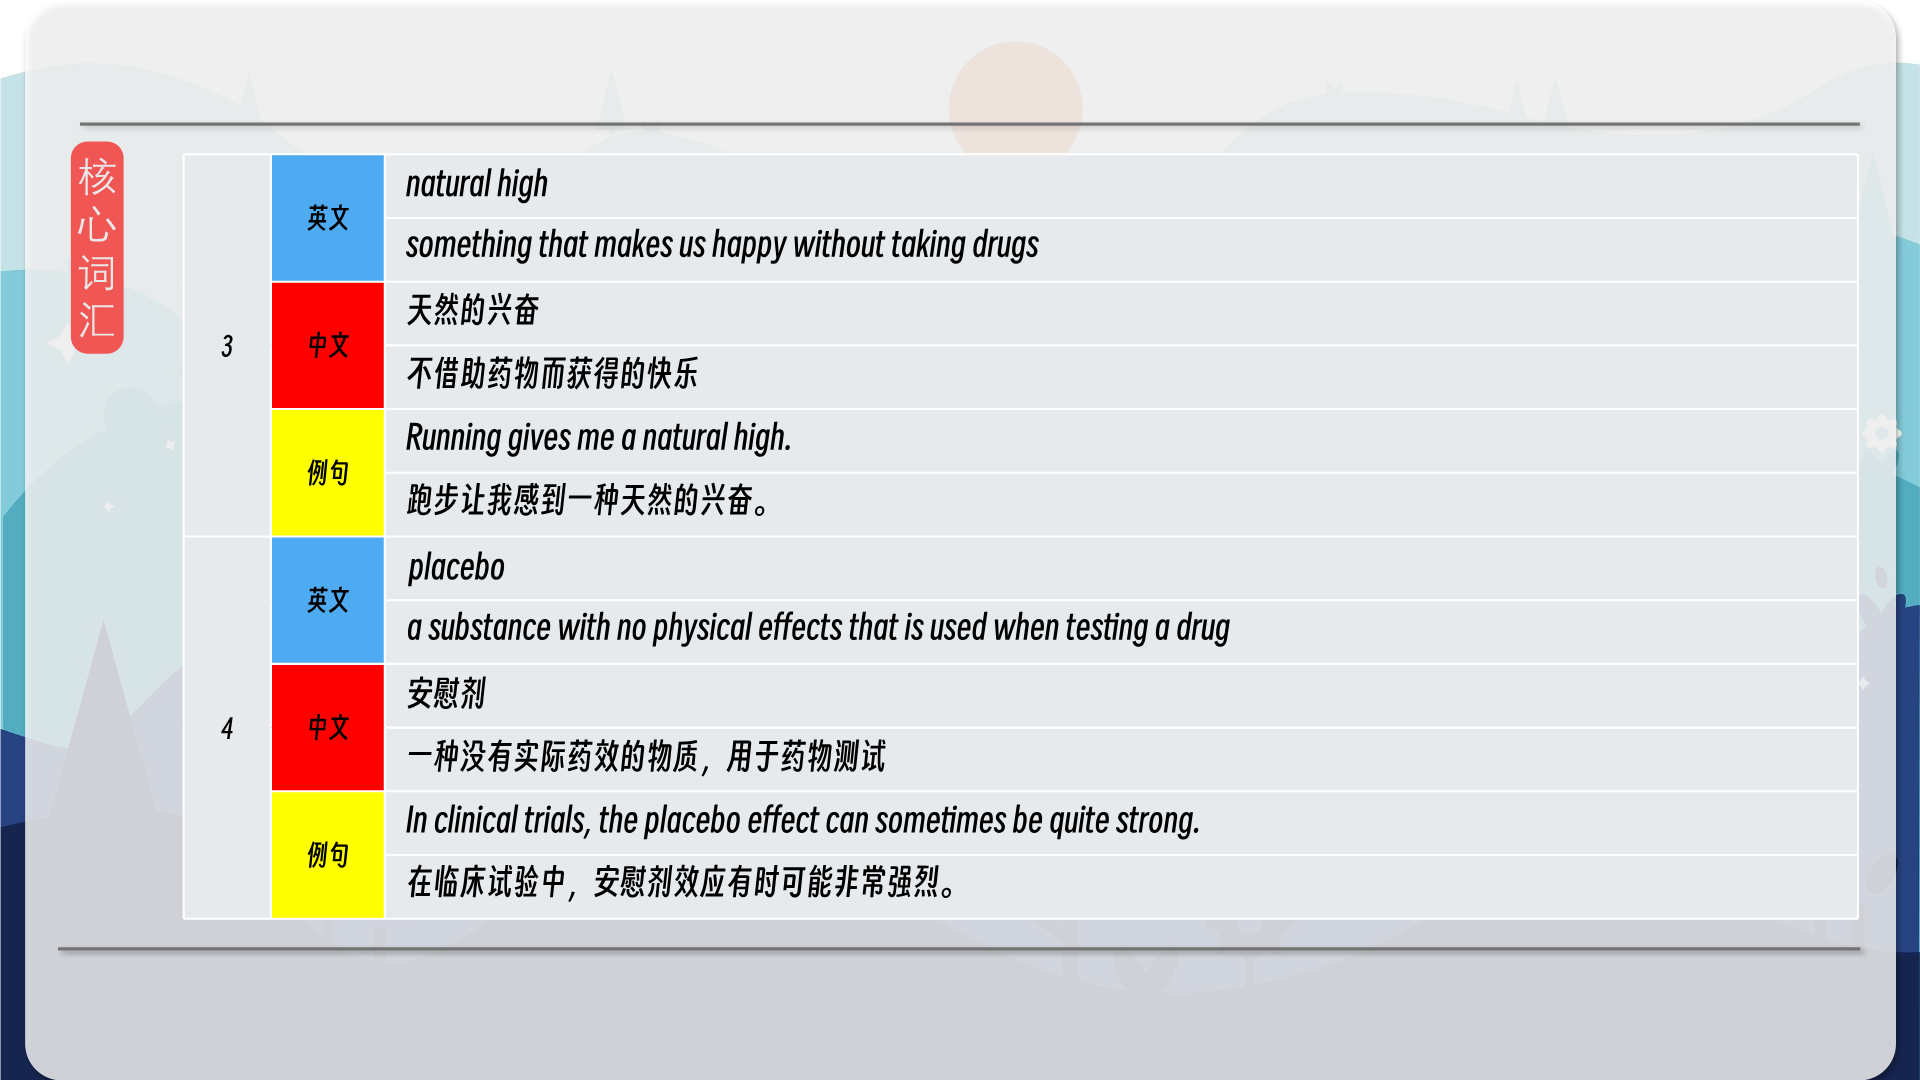 核
心
词
汇
3
英文
natural high
something that makes us happy without taking drugs
中文
天然的兴奋
不借助药物而获得的快乐
例句
Running gives me a natural high.
跑步让我感到一种天然的兴奋。
4
英文
placebo
a substance with no physical effects that is used when testing a drug
中文
安慰剂
一种没有实际药效的物质，用于药物测试
例句
In clinical trials, the placebo effect can sometimes be quite strong.
在临床试验中，安慰剂效应有时可能非常强烈。